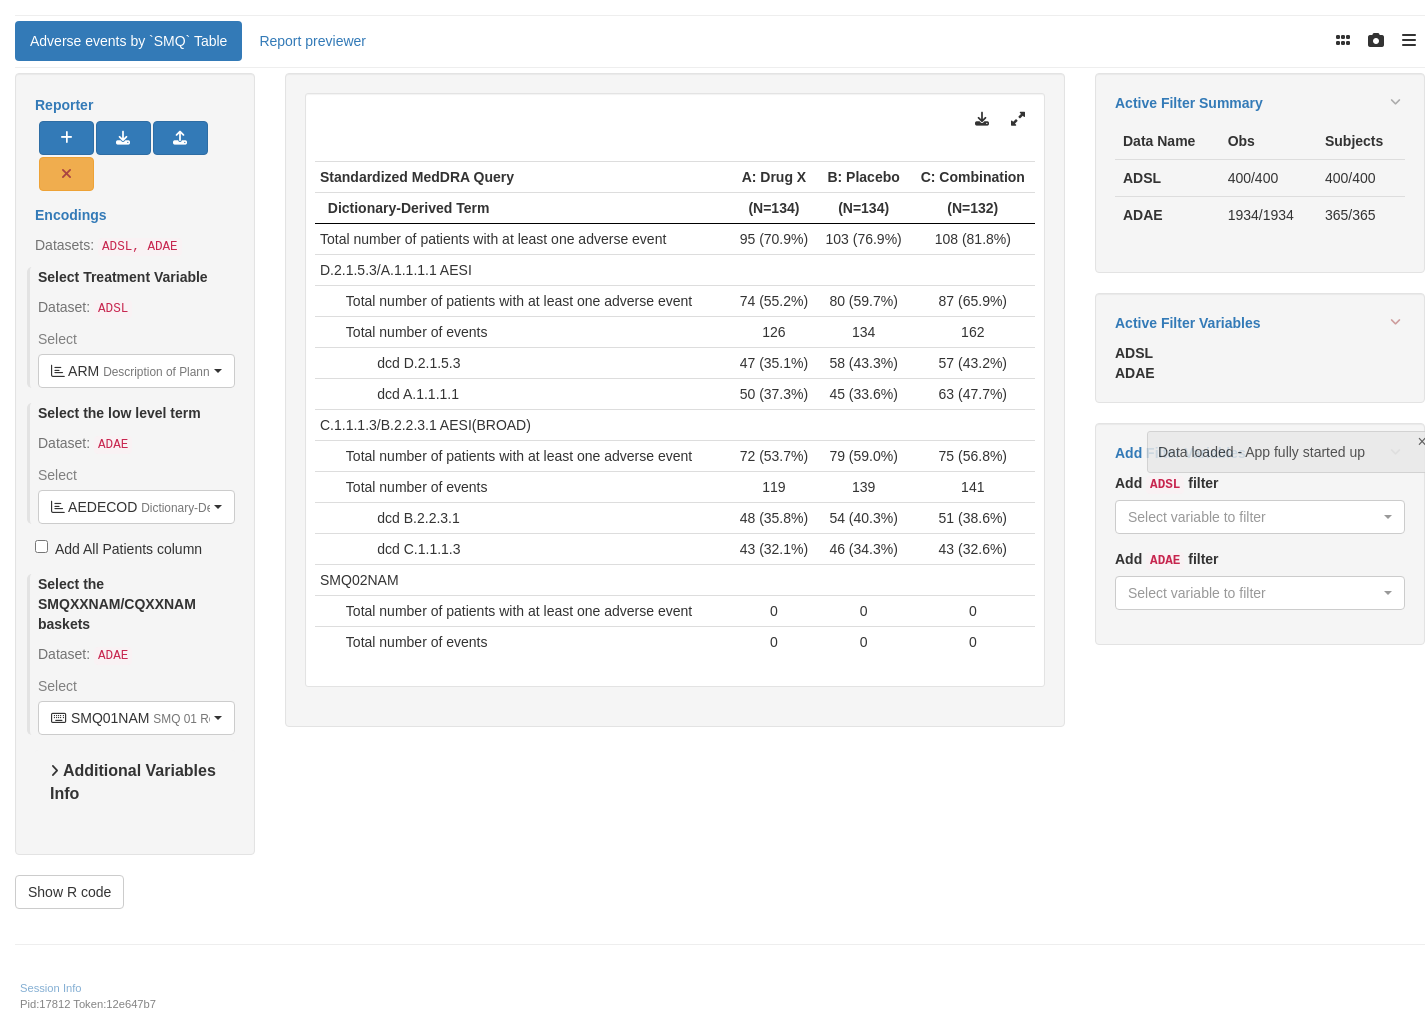 Adverse events by `SMQ` Table
Report previewer
Reporter
Encodings
Datasets: ADSL, ADAE
Select Treatment Variable
Dataset: ADSL
Select
ARM Description of Plann
Select the low level term
Dataset: ADAE
Select
AEDECOD Dictionary-De
Add All Patients column
Select the
SMQXXNAM/CQXXNAM
baskets
Dataset: ADAE
Select
SMQ01NAM SMQ 01 Re
Additional Variables
Info
Show R code
Standardized MedDRA Query A: Drug X B: Placebo C: Combination
Dictionary-Derived Term (N=134) (N=134) (N=132)
Total number of patients with at least one adverse event 95 (70.9%) 103 (76.9%) 108 (81.8%)
D.2.1.5.3/A.1.1.1.1 AESI
Total number of patients with at least one adverse event 74 (55.2%) 80 (59.7%) 87 (65.9%)
Total number of events 126 134 162
dcd D.2.1.5.3 47 (35.1%) 58 (43.3%) 57 (43.2%)
dcd A.1.1.1.1 50 (37.3%) 45 (33.6%) 63 (47.7%)
C.1.1.1.3/B.2.2.3.1 AESI(BROAD)
Total number of patients with at least one adverse event 72 (53.7%) 79 (59.0%) 75 (56.8%)
Total number of events 119 139 141
dcd B.2.2.3.1 48 (35.8%) 54 (40.3%) 51 (38.6%)
dcd C.1.1.1.3 43 (32.1%) 46 (34.3%) 43 (32.6%)
SMQ02NAM
Total number of patients with at least one adverse event 0 0 0
Total number of events 0 0 0
Active Filter Summary
Data Name Obs Subjects
ADSL 400/400 400/400
ADAE 1934/1934 365/365
Active Filter Variables
ADSL
ADAE
Add
Data loaded - App fully started up
×
Add ADSL filter
Select variable to filter
Add ADAE filter
Select variable to filter
Session Info
Pid:17812 Token:12e647b7